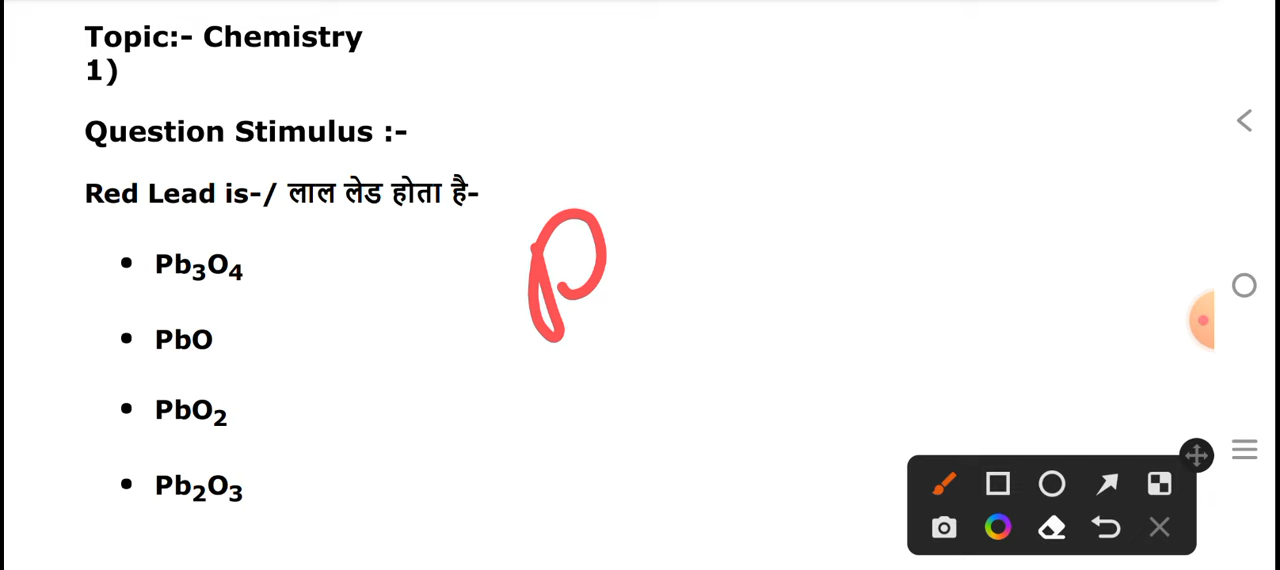 Topic:- Chemistry
1)
Question Stimulus :-
Red Lead is-/ लाल लेड होता है-
• Pb₃O₄
• PbO
• PbO₂
• Pb₂O₃
P